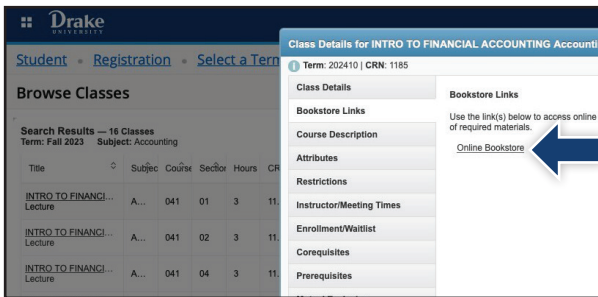 Drake
UNIVERSITY
Student • Registration • Select a Term
Browse Classes
Search Results — 16 Classes
Term: Fall 2023 Subject: Accounting
Title Subjec Course Section Hours CR
INTRO TO FINANCI...
Lecture
A... 041 01 3 11.
INTRO TO FINANCI...
Lecture
A... 041 02 3 11.
INTRO TO FINANCI...
Lecture
A... 041 04 3 11.
Class Details for INTRO TO FINANCIAL ACCOUNTING Accounti
Term: 202410 | CRN: 1185
Class Details
Bookstore Links
Course Description
Attributes
Restrictions
Instructor/Meeting Times
Enrollment/Waitlist
Corequisites
Prerequisites
Bookstore Links
Use the link(s) below to access online
of required materials.
Online Bookstore